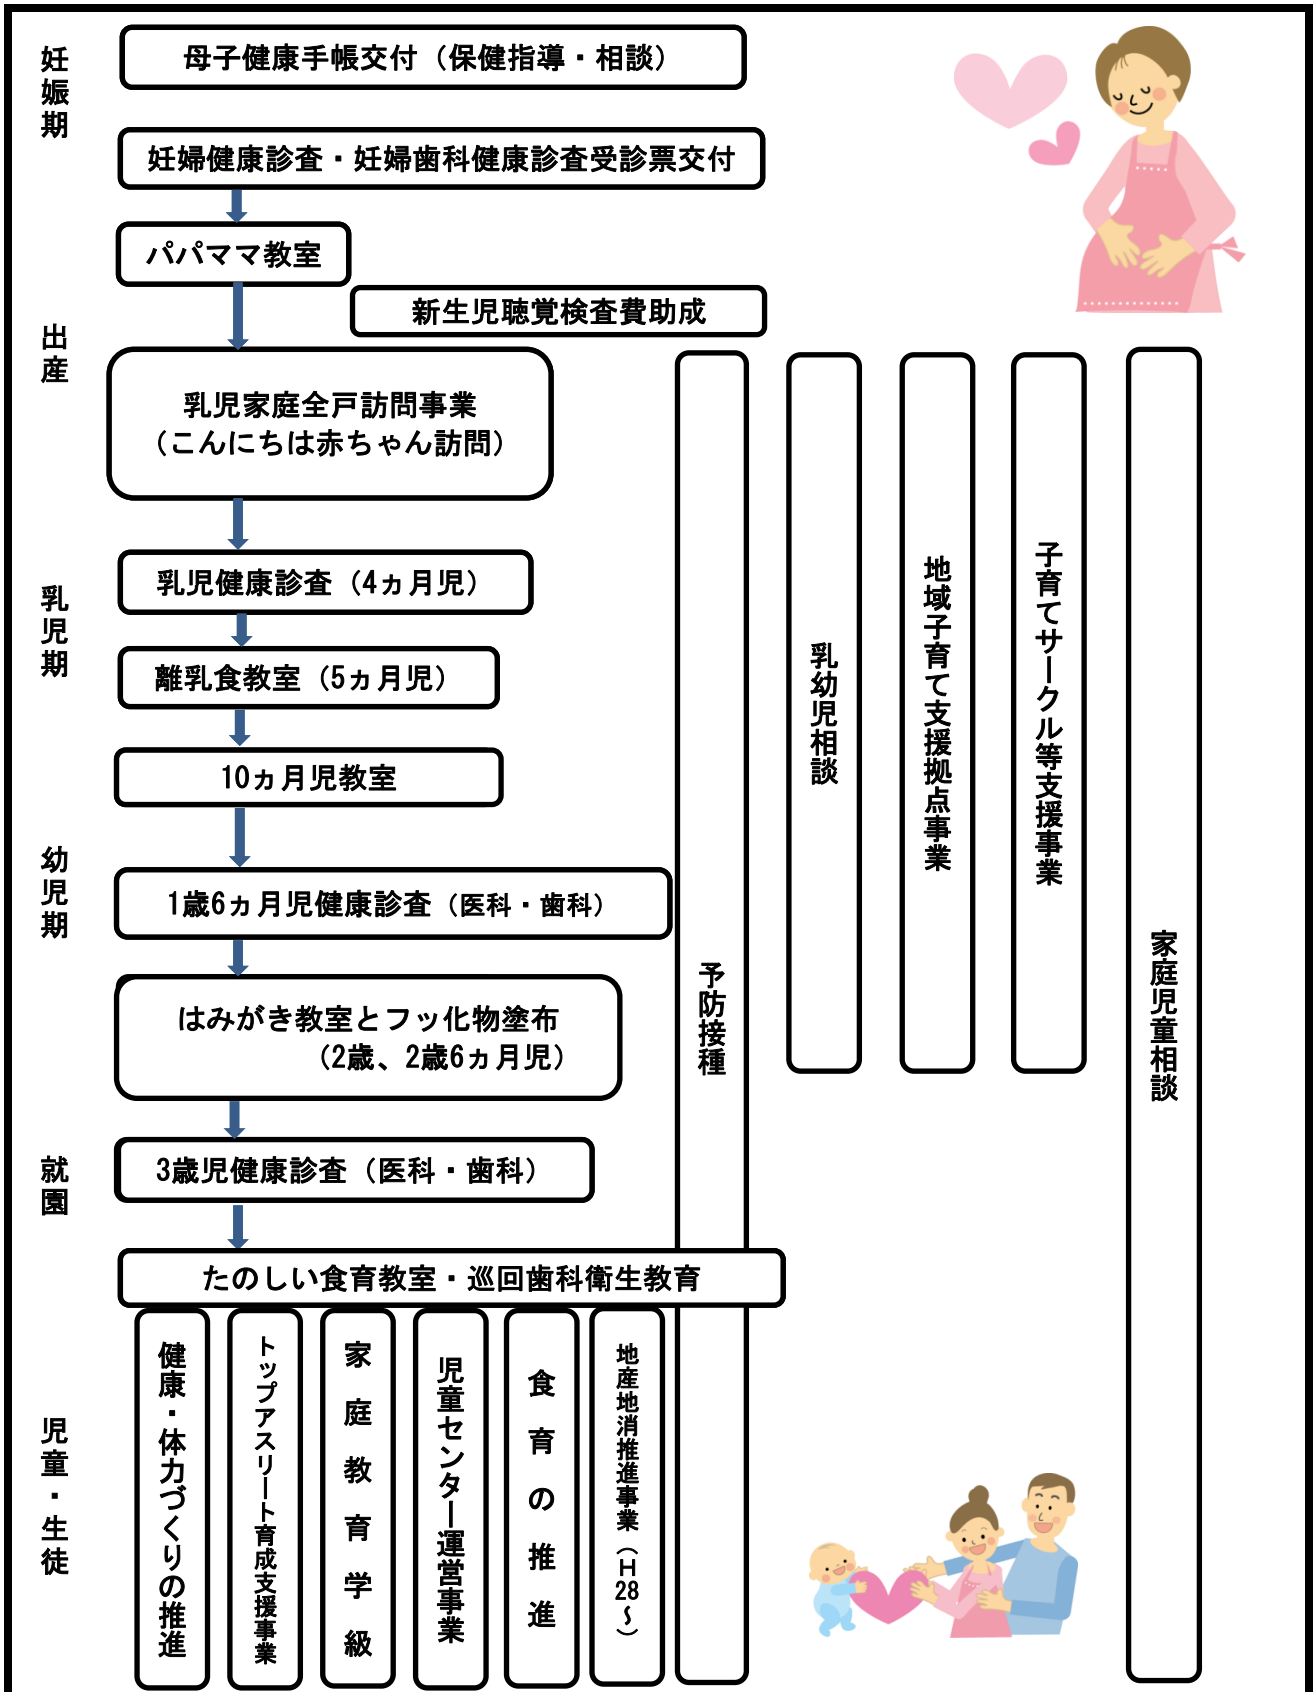 妊娠期
母子健康手帳交付（保健指導・相談）
妊婦健康診査・妊婦歯科健康診査受診票交付
パパママ教室
新生児聴覚検査費助成
出産
乳児家庭全戸訪問事業
（こんにちは赤ちゃん訪問）
乳児期
乳児健康診査（4ヵ月児）
離乳食教室（5ヵ月児）
10ヵ月児教室
幼児期
1歳6ヵ月児健康診査（医科・歯科）
はみがき教室とフッ化物塗布
（2歳、2歳6ヵ月児）
就園
3歳児健康診査（医科・歯科）
たのしい食育教室・巡回歯科衛生教育
予防接種
乳幼児相談
地域子育て支援拠点事業
子育てサークル等支援事業
家庭児童相談
児童・生徒
健康・体力づくりの推進
トップアスリート育成支援事業
家庭教育学級
児童センター運営事業
食育の推進
地産地消推進事業（H28～）